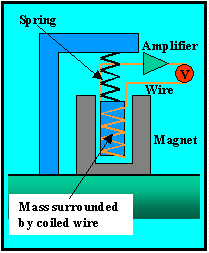 Spring
Amplifier
V
Wire
Magnet
Mass surrounded
by coiled wire